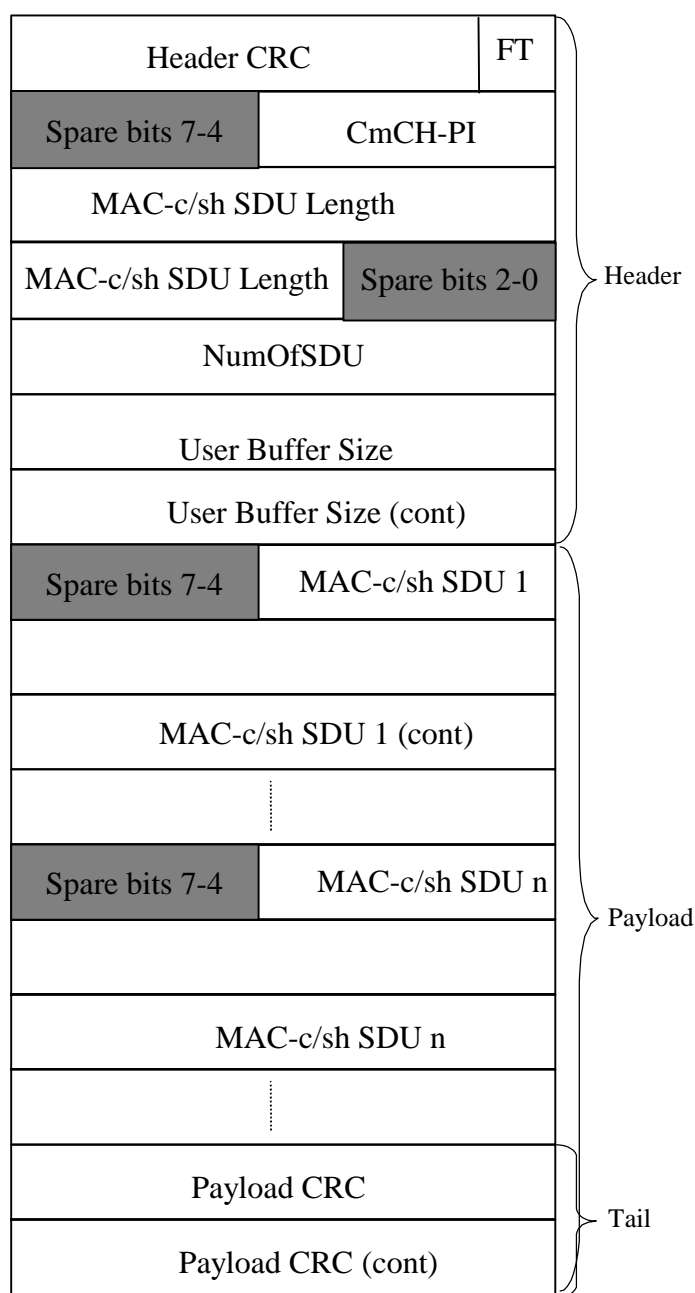 Header CRC FT
Spare bits 7-4 CmCH-PI
MAC-c/sh SDU Length
MAC-c/sh SDU Length Spare bits 2-0
Header
NumOfSDU
User Buffer Size
User Buffer Size (cont)
Spare bits 7-4 MAC-c/sh SDU 1
MAC-c/sh SDU 1 (cont)
Spare bits 7-4 MAC-c/sh SDU n
Payload
MAC-c/sh SDU n
Payload CRC
Tail
Payload CRC (cont)